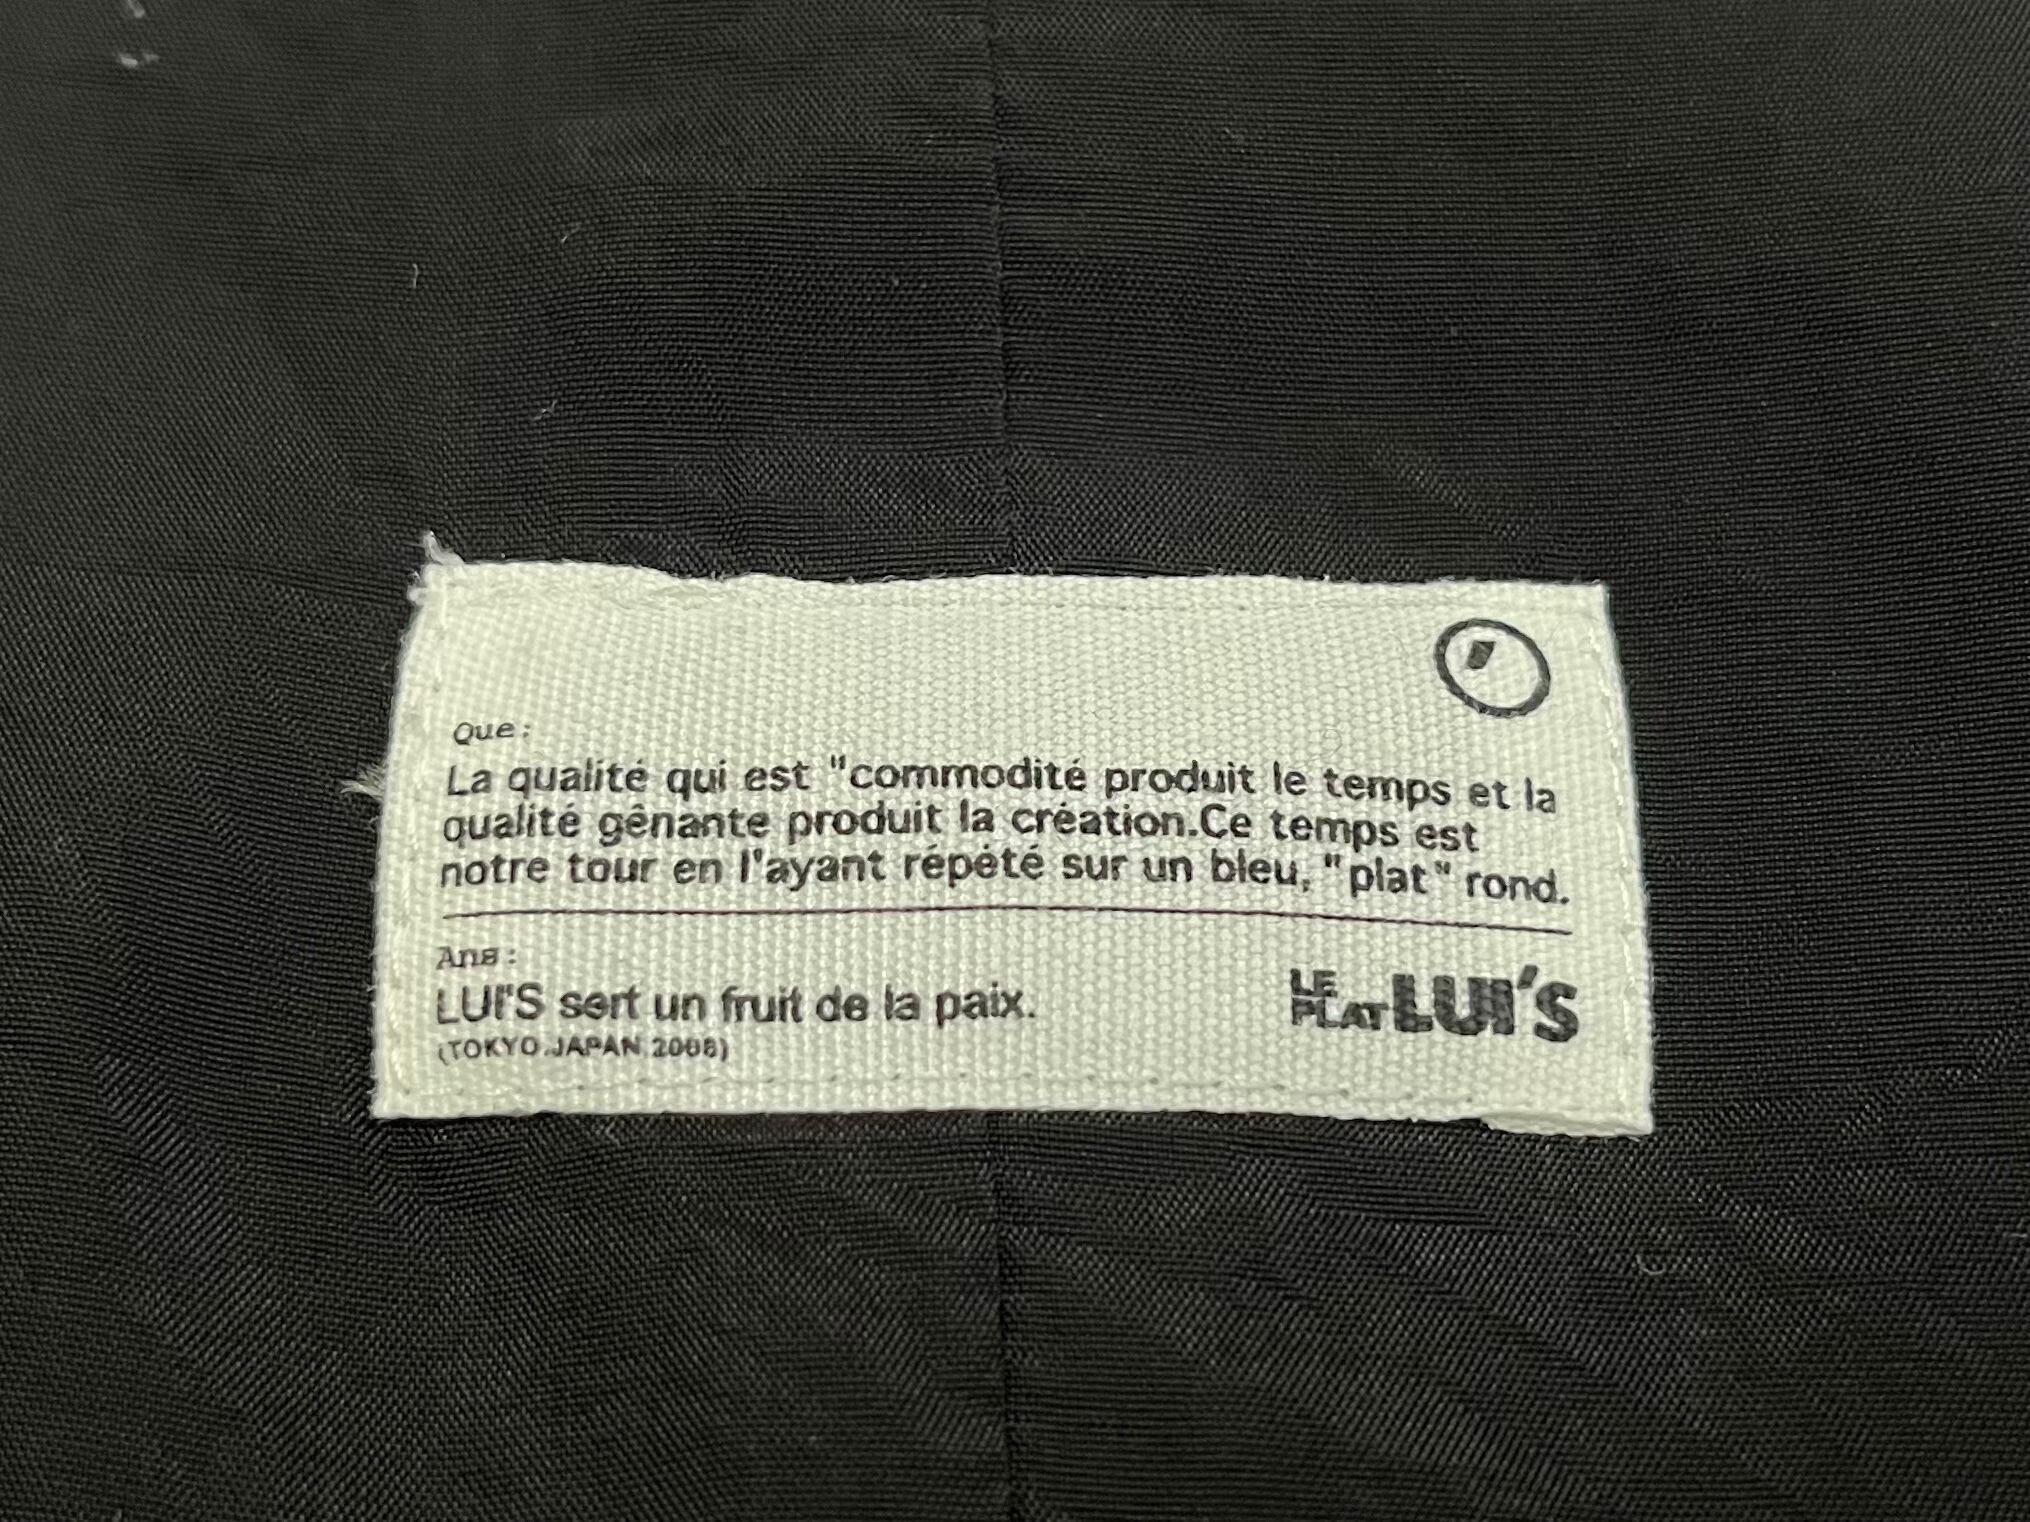 Que:
La qualité qui est "commodité produit le temps et la
qualité gênante produit la création.Ce temps est
notre tour en l'ayant répété sur un bleu, "plat" rond.
Ans:
LUI'S sert un fruit de la paix.
(TOKYO.JAPAN.2008)
LE
PLAT LUI'S